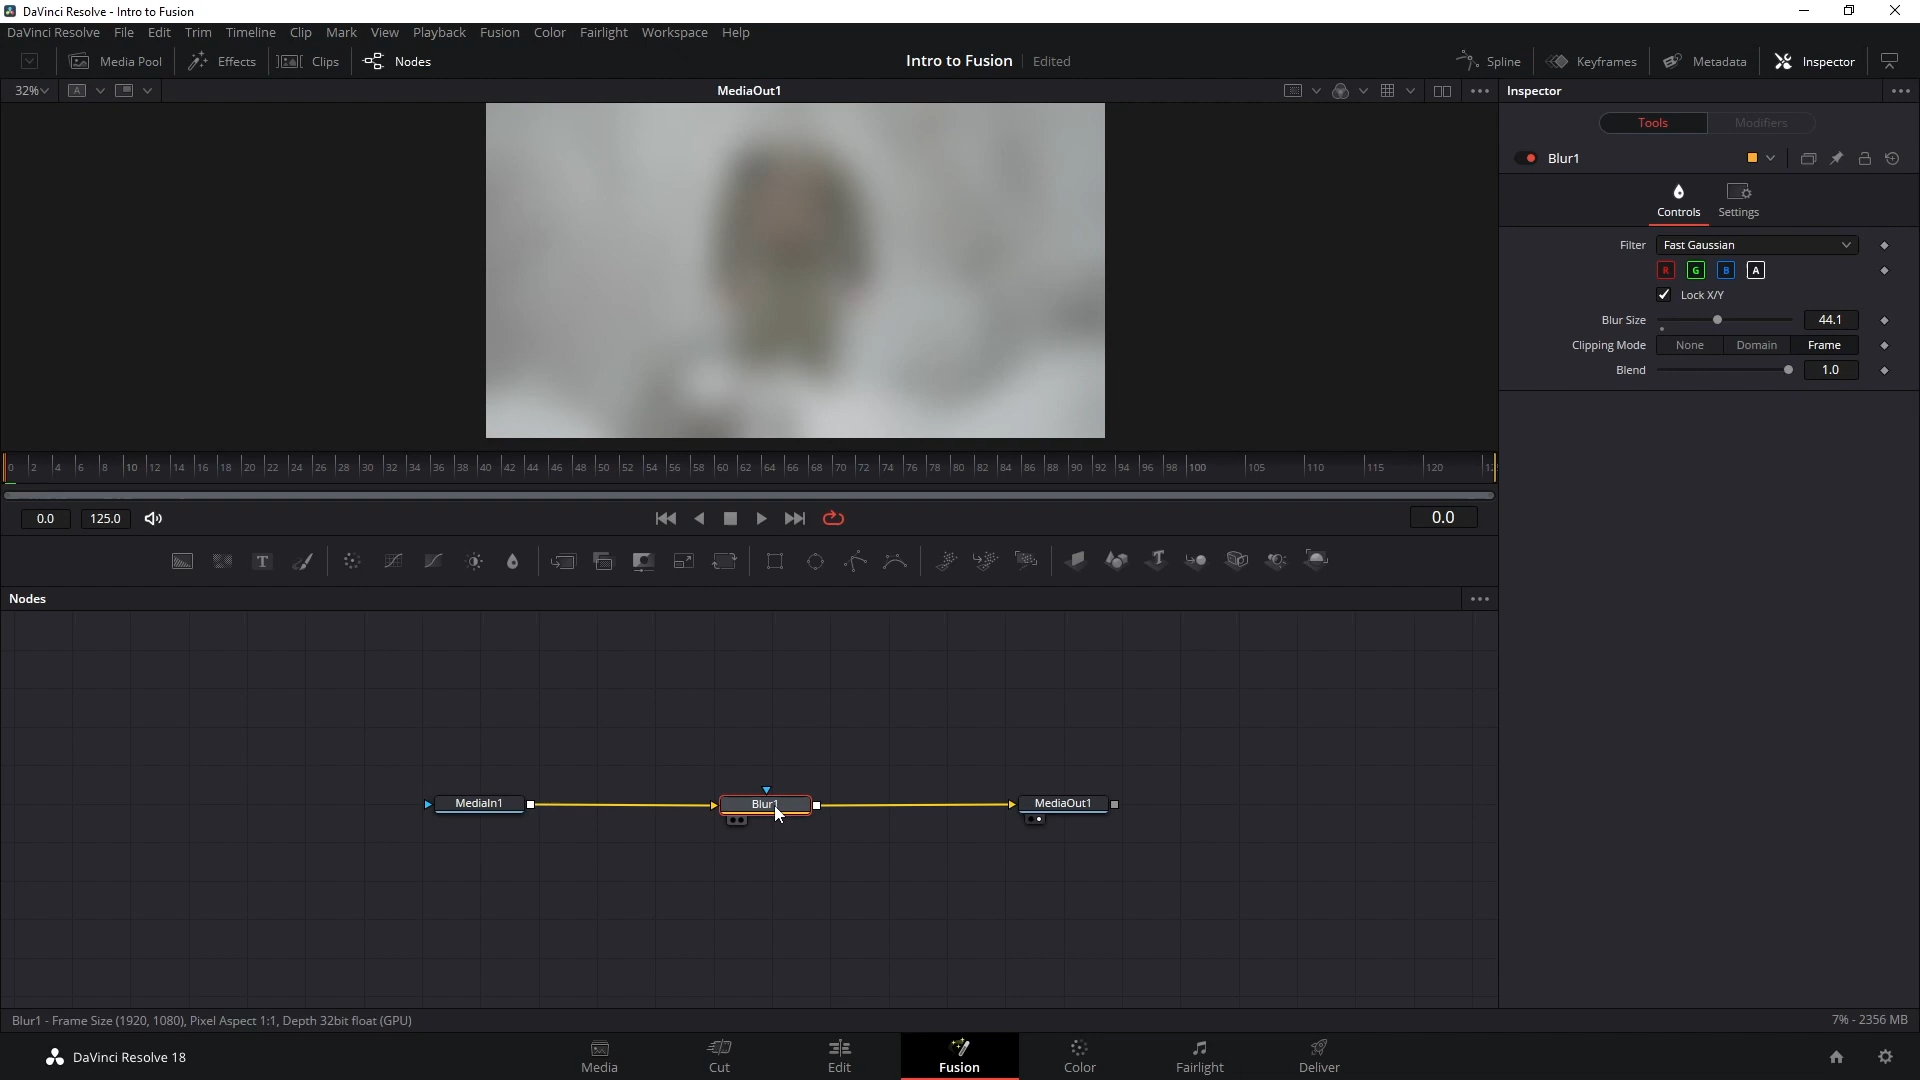 DaVinci Resolve - Intro to Fusion
DaVinci Resolve File Edit Trim Timeline Clip Mark View Playback Fusion Color Fairlight Workspace Help
Media Pool Effects Clips Nodes Intro to Fusion Edited Spline Keyframes Metadata Inspector
32% A MediaOut1 Inspector
Tools Modifiers
Blur1
Controls Settings
Filter Fast Gaussian
R G B A
Lock X/Y
Blur Size 44.1
Clipping Mode None Domain Frame
Blend 1.0
0 2 4 6 8 10 12 14 16 18 20 22 24 26 28 30 32 34 36 38 40 42 44 46 48 50 52 54 56 58 60 62 64 66 68 70 72 74 76 78 80 82 84 86 88 90 92 94 96 98 100 105 110 115 120
0.0 125.0 0.0
T T
Nodes
MediaIn1 Blur1 MediaOut1
Blur1 - Frame Size (1920, 1080), Pixel Aspect 1:1, Depth 32bit float (GPU) 7% - 2356 MB
DaVinci Resolve 18 Media Cut Edit Fusion Color Fairlight Deliver